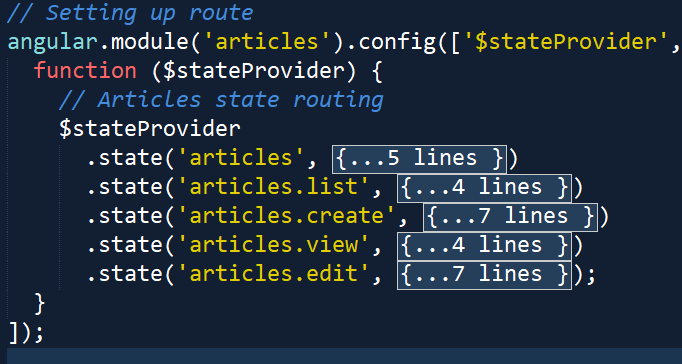 // Setting up route
angular.module('articles').config(['$stateProvider',
function ($stateProvider) {
// Articles state routing
$stateProvider
.state('articles', {...5 lines })
.state('articles.list', {...4 lines })
.state('articles.create', {...7 lines })
.state('articles.view', {...4 lines })
.state('articles.edit', {...7 lines });
}
]);